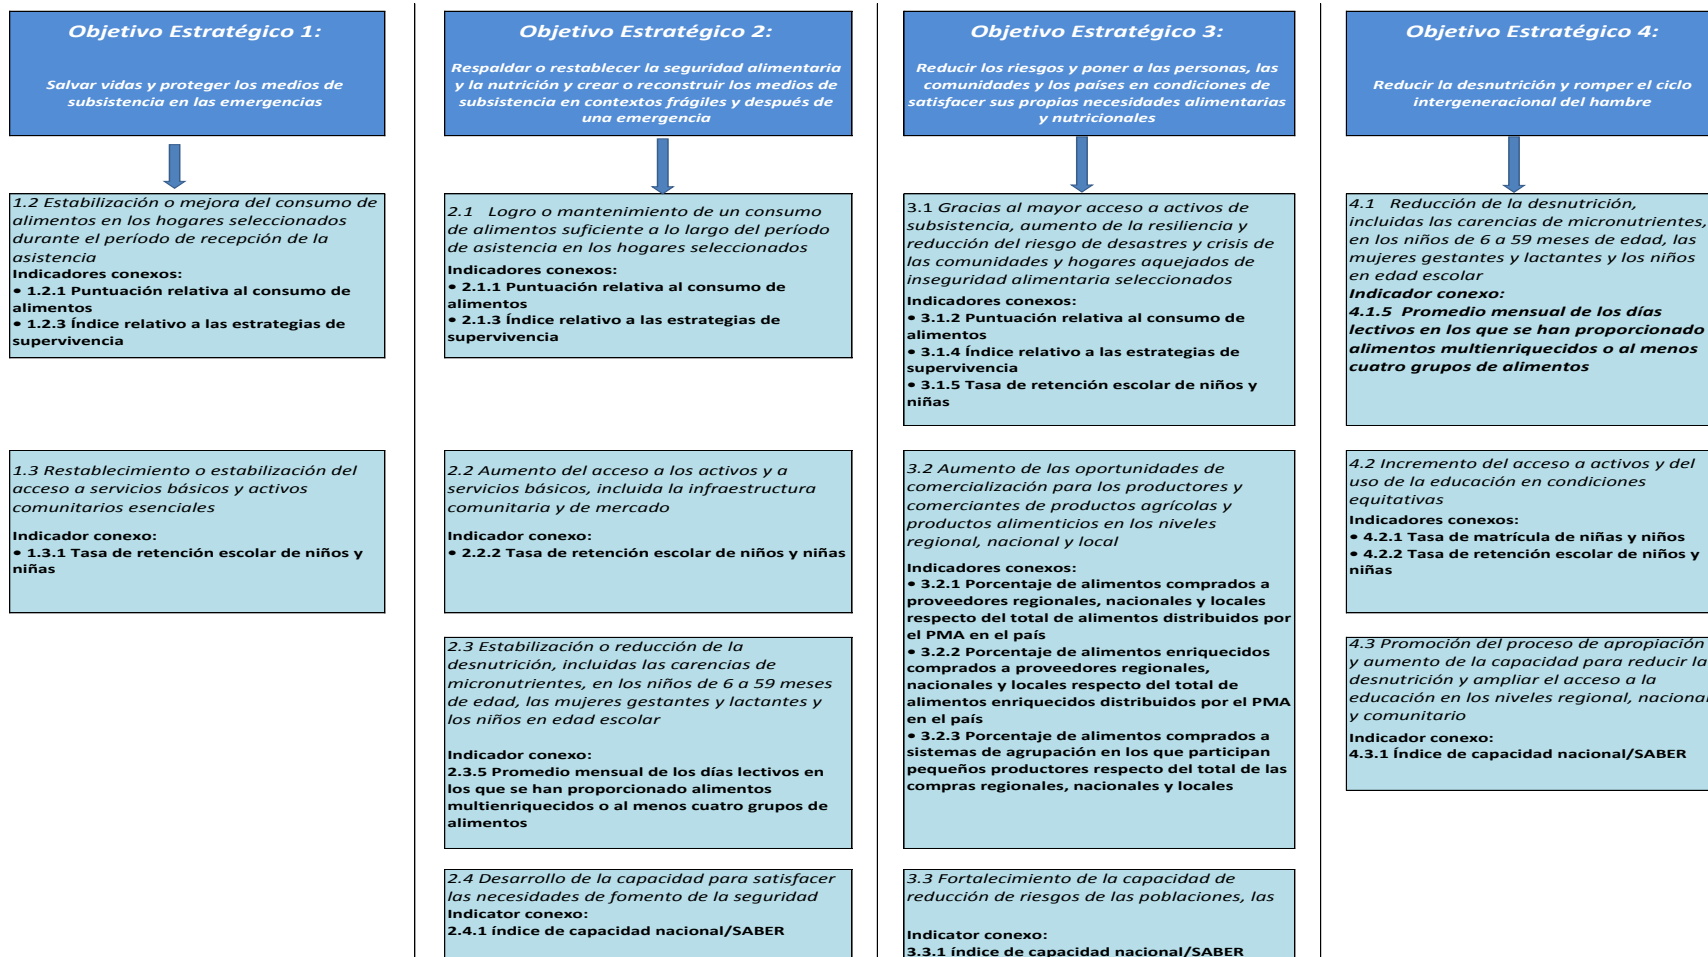 Objetivo Estratégico 1:
Salvar vidas y proteger los medios de
subsistencia en las emergencias
1.2 Estabilización o mejora del consumo de
alimentos en los hogares seleccionados
durante el período de recepción de la
asistencia
Indicadores conexos:
• 1.2.1 Puntuación relativa al consumo de
alimentos
• 1.2.3 Índice relativo a las estrategias de
supervivencia
1.3 Restablecimiento o estabilización del
acceso a servicios básicos y activos
comunitarios esenciales
Indicador conexo:
• 1.3.1 Tasa de retención escolar de niños y
niñas
Objetivo Estratégico 2:
Respaldar o restablecer la seguridad alimentaria
y la nutrición y crear o reconstruir los medios de
subsistencia en contextos frágiles y después de
una emergencia
2.1 Logro o mantenimiento de un consumo
de alimentos suficiente a lo largo del período
de asistencia en los hogares seleccionados
Indicadores conexos:
• 2.1.1 Puntuación relativa al consumo de
alimentos
• 2.1.3 Índice relativo a las estrategias de
supervivencia
2.2 Aumento del acceso a los activos y a
servicios básicos, incluida la infraestructura
comunitaria y de mercado
Indicador conexo:
• 2.2.2 Tasa de retención escolar de niños y niñas
2.3 Estabilización o reducción de la
desnutrición, incluidas las carencias de
micronutrientes, en los niños de 6 a 59 meses
de edad, las mujeres gestantes y lactantes y
los niños en edad escolar
Indicador conexo:
2.3.5 Promedio mensual de los días lectivos en
los que se han proporcionado alimentos
multienriquecidos o al menos cuatro grupos de
alimentos
2.4 Desarrollo de la capacidad para satisfacer
las necesidades de fomento de la seguridad
Indicator conexo:
2.4.1 índice de capacidad nacional/SABER
Objetivo Estratégico 3:
Reducir los riesgos y poner a las personas, las
comunidades y los países en condiciones de
satisfacer sus propias necesidades alimentarias
y nutricionales
3.1 Gracias al mayor acceso a activos de
subsistencia, aumento de la resiliencia y
reducción del riesgo de desastres y crisis de
las comunidades y hogares aquejados de
inseguridad alimentaria seleccionados
Indicadores conexos:
• 3.1.2 Puntuación relativa al consumo de
alimentos
• 3.1.4 Índice relativo a las estrategias de
supervivencia
• 3.1.5 Tasa de retención escolar de niños y
niñas
3.2 Aumento de las oportunidades de
comercialización para los productores y
comerciantes de productos agrícolas y
productos alimenticios en los niveles
regional, nacional y local
Indicadores conexos:
• 3.2.1 Porcentaje de alimentos comprados a
proveedores regionales, nacionales y locales
respecto del total de alimentos distribuidos por
el PMA en el país
• 3.2.2 Porcentaje de alimentos enriquecidos
comprados a proveedores regionales,
nacionales y locales respecto del total de
alimentos enriquecidos distribuidos por el PMA
en el país
• 3.2.3 Porcentaje de alimentos comprados a
sistemas de agrupación en los que participan
pequeños productores respecto del total de las
compras regionales, nacionales y locales
3.3 Fortalecimiento de la capacidad de
reducción de riesgos de las poblaciones, las
Indicator conexo:
3.3.1 índice de capacidad nacional/SABER
Objetivo Estratégico 4:
Reducir la desnutrición y romper el ciclo
intergeneracional del hambre
4.1 Reducción de la desnutrición,
incluidas las carencias de micronutrientes,
en los niños de 6 a 59 meses de edad, las
mujeres gestantes y lactantes y los niños
en edad escolar
Indicador conexo:
4.1.5 Promedio mensual de los días
lectivos en los que se han proporcionado
alimentos multienriquecidos o al menos
cuatro grupos de alimentos
4.2 Incremento del acceso a activos y del
uso de la educación en condiciones
equitativas
Indicadores conexos:
• 4.2.1 Tasa de matrícula de niñas y niños
• 4.2.2 Tasa de retención escolar de niños y
niñas
4.3 Promoción del proceso de apropiación
y aumento de la capacidad para reducir la
desnutrición y ampliar el acceso a la
educación en los niveles regional, nacional
y comunitario
Indicador conexo:
4.3.1 Índice de capacidad nacional/SABER